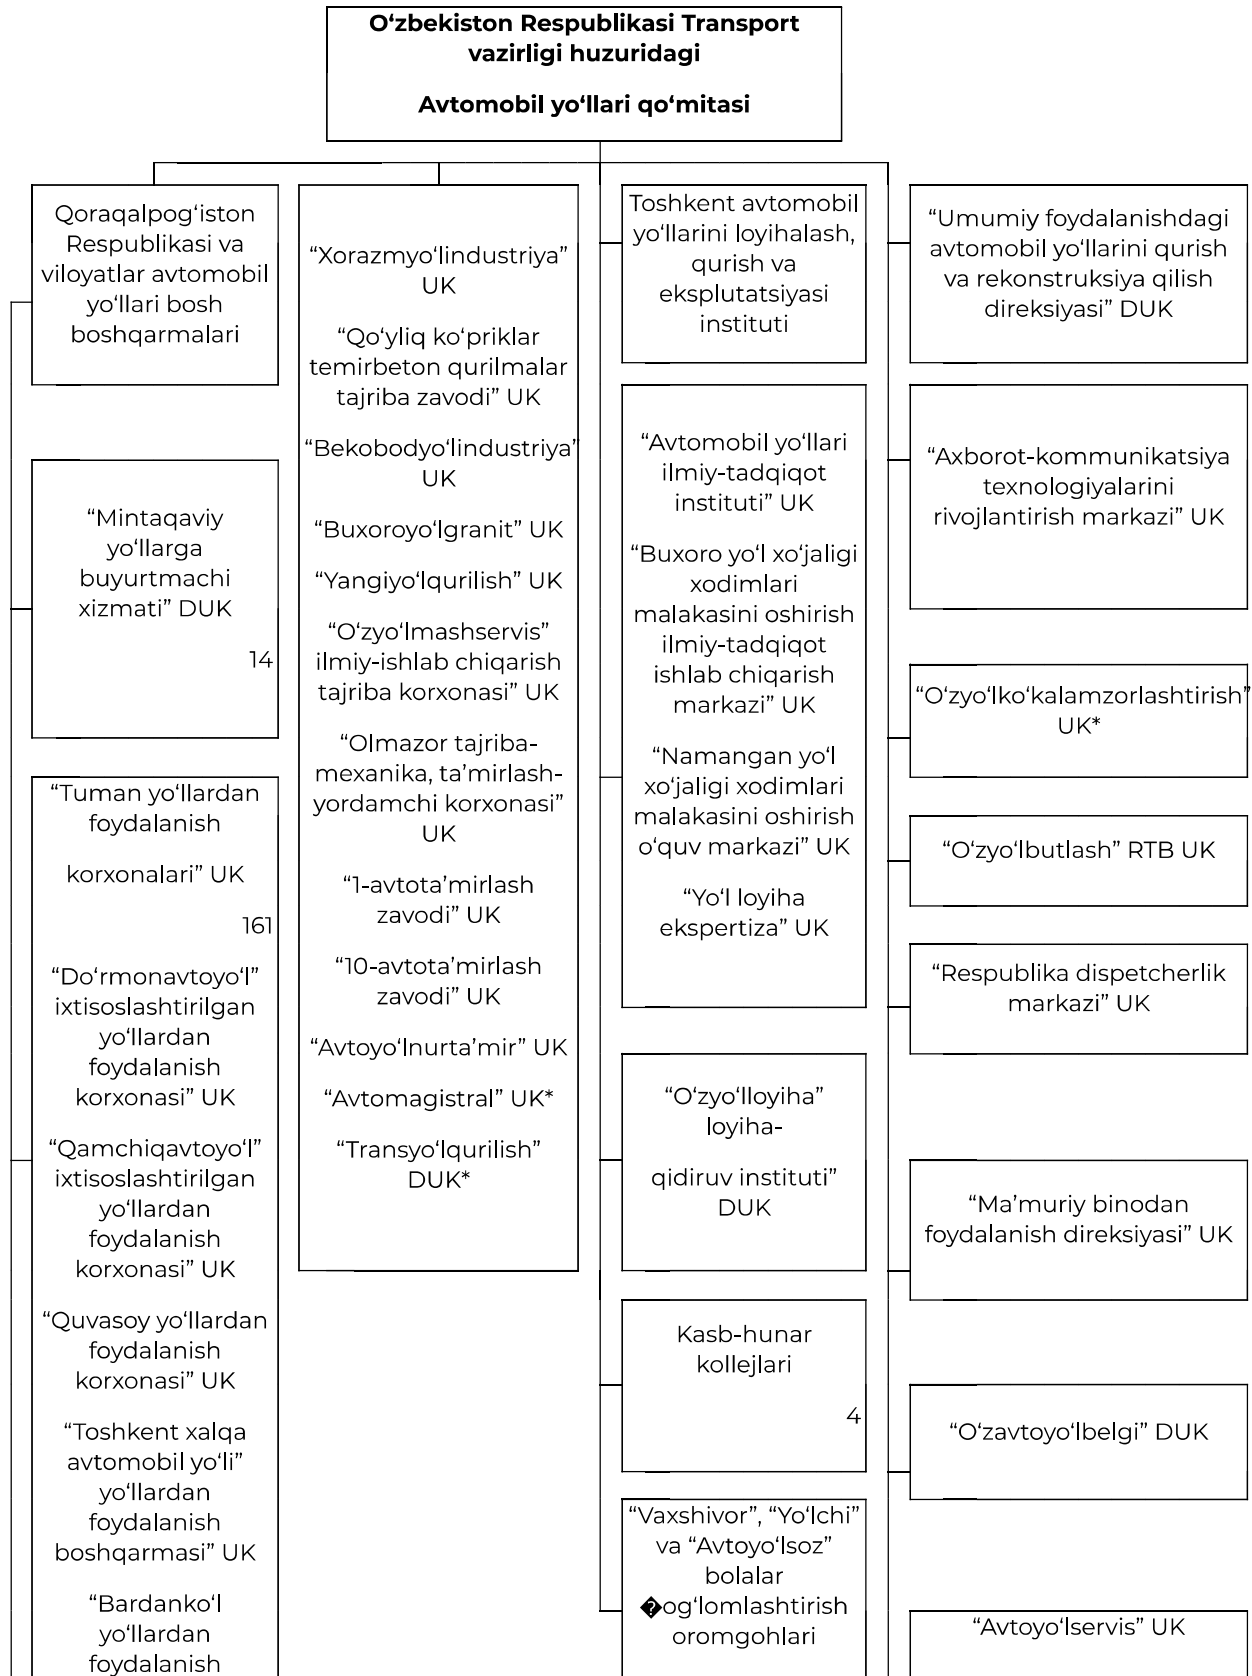 O‘zbekiston Respublikasi Transport
vazirligi huzuridagi
Avtomobil yo‘llari qo‘mitasi
Qoraqalpog‘iston
Respublikasi va
viloyatlar avtomobil
yo‘llari bosh
boshqarmalari
“Mintaqaviy
yo‘llarga
buyurtmachi
xizmati” DUK
14
“Tuman yo‘llardan
foydalanish
korxonalari” UK
161
“Do‘rmonavtoyo‘l”
ixtisoslashtirilgan
yo‘llardan
foydalanish
korxonasi” UK
“Qamchiqavtoyo‘l”
ixtisoslashtirilgan
yo‘llardan
foydalanish
korxonasi” UK
“Quvasoy yo‘llardan
foydalanish
korxonasi” UK
“Toshkent xalqa
avtomobil yo‘li”
yo‘llardan
foydalanish
boshqarmasi” UK
“Bardanko‘l
yo‘llardan
foydalanish
“Xorazmyo‘lindustriya”
UK
“Qo‘yliq ko‘priklar
temirbeton qurilmalar
tajriba zavodi” UK
“Bekobodyo‘lindustriya”
UK
“Buxoroyo‘lgranit” UK
“Yangiyo‘lqurilish” UK
“O‘zyo‘lmashservis”
ilmiy-ishlab chiqarish
tajriba korxonasi” UK
“Olmazor tajriba-
mexanika, ta’mirlash-
yordamchi korxonasi”
UK
“1-avtota’mirlash
zavodi” UK
“10-avtota’mirlash
zavodi” UK
“Avtoyo‘lnurta’mir” UK
“Avtomagistral” UK*
“Transyo‘lqurilish”
DUK*
Toshkent avtomobil
yo‘llarini loyihalash,
qurish va
eksplutatsiyasi
instituti
“Avtomobil yo‘llari
ilmiy-tadqiqot
instituti” UK
“Buxoro yo‘l xo‘jaligi
xodimlari
malakasini oshirish
ilmiy-tadqiqot
ishlab chiqarish
markazi” UK
“Namangan yo‘l
xo‘jaligi xodimlari
malakasini oshirish
o‘quv markazi” UK
“Yo‘l loyiha
ekspertiza” UK
“O‘zyo‘lloyiha”
loyiha-
qidiruv instituti”
DUK
Kasb-hunar
kollejlari
4
“Vaxshivor”, “Yo‘lchi”
va “Avtoyo‘lsoz”
bolalar
�og‘lomlashtirish
oromgohlari
“Umumiy foydalanishdagi
avtomobil yo‘llarini qurish
va rekonstruksiya qilish
direksiyasi” DUK
“Axborot-kommunikatsiya
texnologiyalarini
rivojlantirish markazi” UK
“O‘zyo‘lko‘kalamzorlashtirish”
UK*
“O‘zyo‘lbutlash” RTB UK
“Respublika dispetcherlik
markazi” UK
“Ma’muriy binodan
foydalanish direksiyasi” UK
“O‘zavtoyo‘lbelgi” DUK
“Avtoyo‘lservis” UK